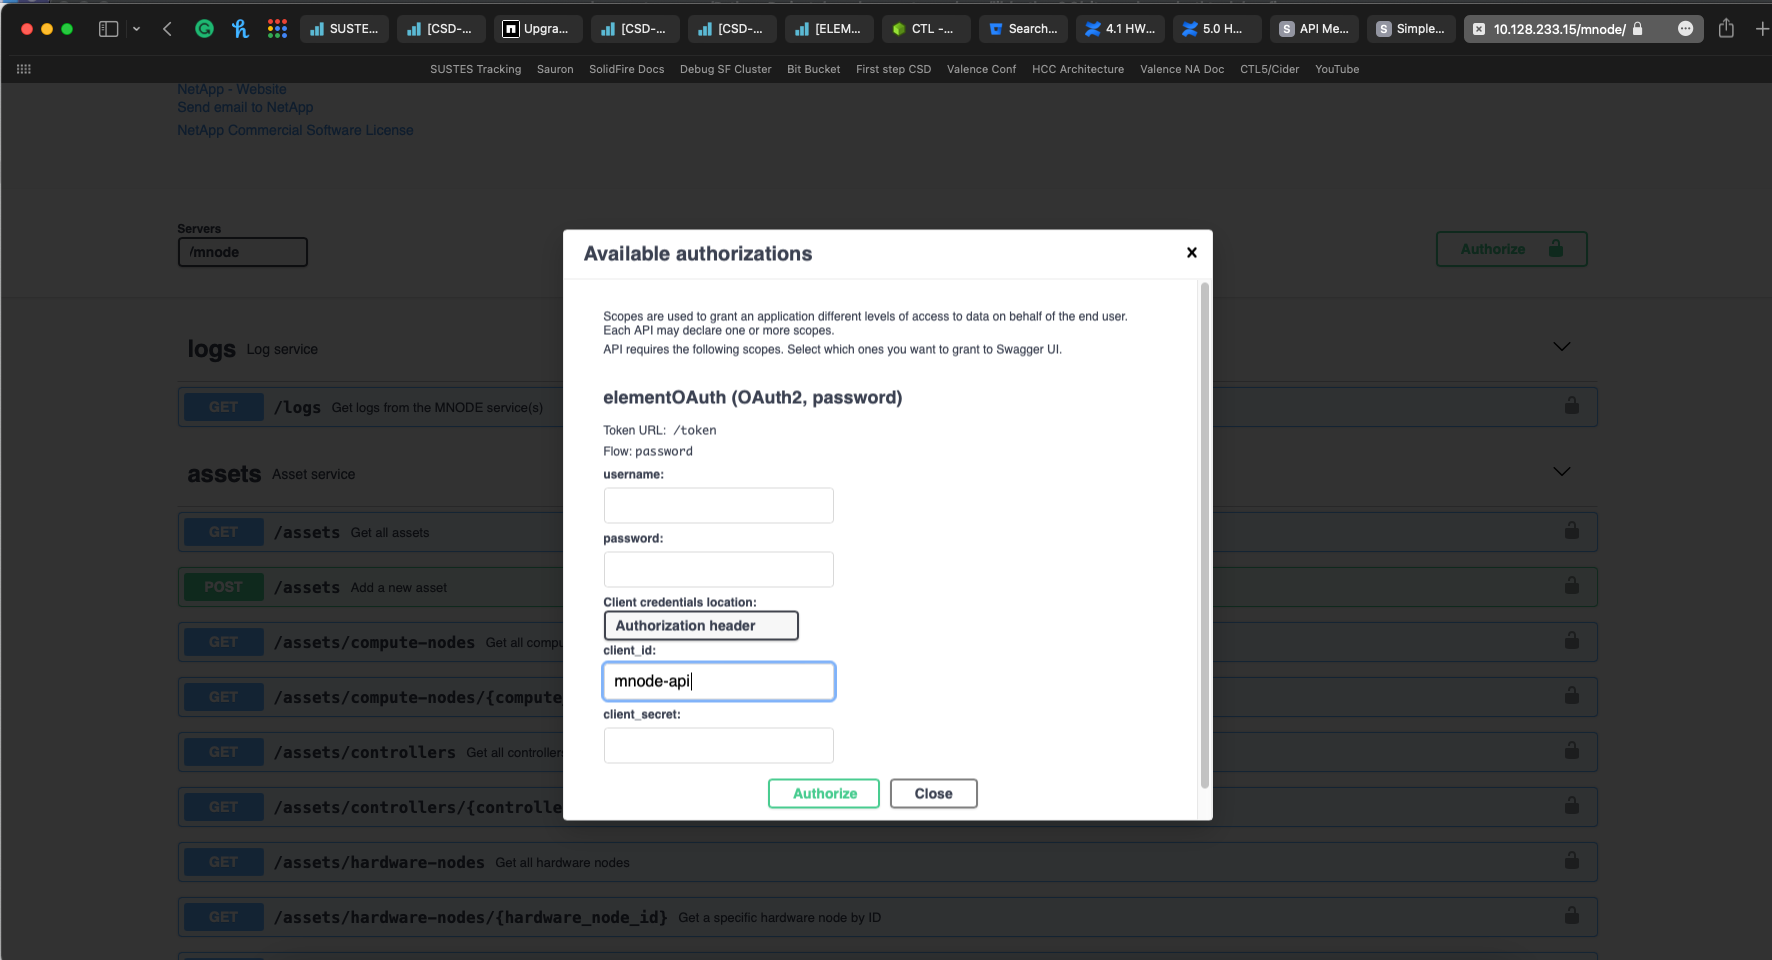 SUSTE... [CSD-... Upgra... [CSD-... [CSD-... [ELEM... CTL -... Search... 4.1 HW... 5.0 H... API Me... Simple... 10.128.233.15/mnode/
SUSTES Tracking Sauron SolidFire Docs Debug SF Cluster Bit Bucket First step CSD Valence Conf HCC Architecture Valence NA Doc CTL5/Cider YouTube
NetApp - Website
Send email to NetApp
NetApp Commercial Software License
Servers
/mnode
Authorize
Available authorizations
Scopes are used to grant an application different levels of access to data on behalf of the end user.
Each API may declare one or more scopes.
API requires the following scopes. Select which ones you want to grant to Swagger UI.
elementOAuth (OAuth2, password)
Token URL: /token
Flow: password
username:
password:
Client credentials location:
Authorization header
client_id:
mnode-api
client_secret:
Authorize Close
logs Log service
GET /logs Get logs from the MNODE service(s)
assets Asset service
GET /assets Get all assets
POST /assets Add a new asset
GET /assets/compute-nodes Get all compu
GET /assets/compute-nodes/{compute_
GET /assets/controllers Get all controller
GET /assets/controllers/{controlle
GET /assets/hardware-nodes Get all hardware nodes
GET /assets/hardware-nodes/{hardware_node_id} Get a specific hardware node by ID